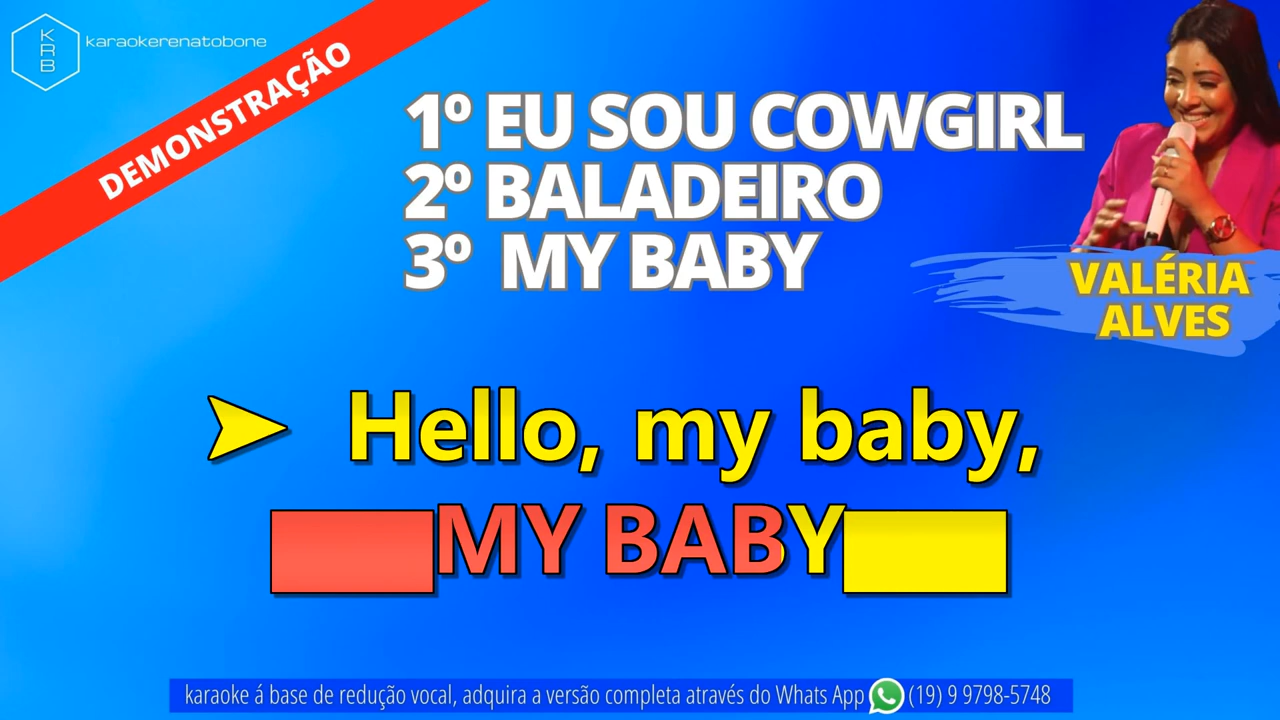 KRB
karaokerenatobone
DEMONSTRAÇÃO
1º EU SOU COWGIRL
2º BALADEIRO
3º MY BABY
VALÉRIA
ALVES
Hello, my baby,
MY BABY
karaoke á base de redução vocal, adquira a versão completa através do Whats App (19) 9 9798-5748